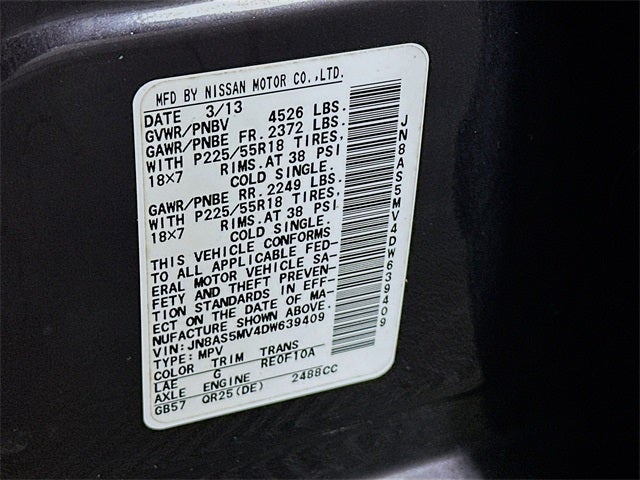 MFD BY NISSAN MOTOR CO.,LTD.
DATE 3/13
GVWR/PNBV 4526 LBS.
GAWR/PNBE FR. 2372 LBS.
WITH P225/55R18 TIRES,
18×7 RIMS.AT 38 PSI
COLD SINGLE.
GAWR/PNBE RR. 2249 LBS.
WITH P225/55R18 TIRES,
18×7 RIMS.AT 38 PSI
COLD SINGLE.
THIS VEHICLE CONFORMS
TO ALL APPLICABLE FED-
ERAL MOTOR VEHICLE SA-
FETY AND THEFT PREVEN-
TION STANDARDS IN EFF-
ECT ON THE DATE OF MA-
NUFACTURE SHOWN ABOVE.
VIN:JN8AS5MV4DW639409
TYPE:MPV
COLOR TRIM TRANS
LAE G RE0F10A
AXLE ENGINE
GB57 QR25(DE) 2488CC
JN8AS5MV4DW639409